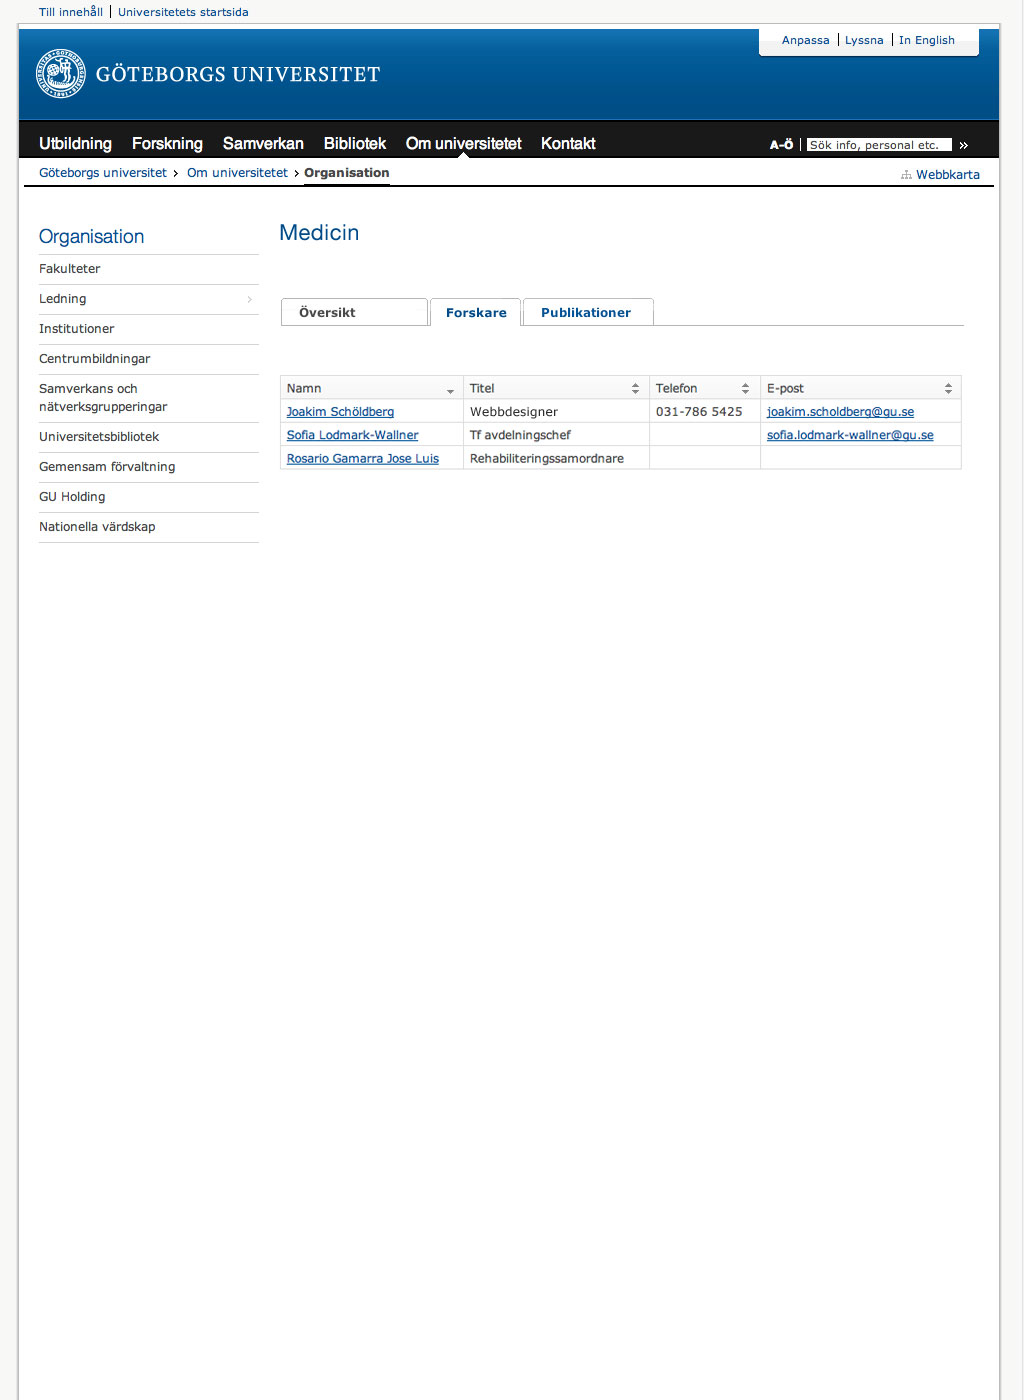 Till innehåll | Universitetets startsida
Anpassa | Lyssna | In English
GÖTEBORGS UNIVERSITET
Utbildning Forskning Samverkan Bibliotek Om universitetet Kontakt A-Ö | Sök info, personal etc. »
Göteborgs universitet › Om universitetet › Organisation Webbkarta
Organisation
Fakulteter
Ledning ›
Institutioner
Centrumbildningar
Samverkans och
nätverksgrupperingar
Universitetsbibliotek
Gemensam förvaltning
GU Holding
Nationella värdskap
Medicin
Översikt Forskare Publikationer
Namn Titel Telefon E-post
Joakim Schöldberg Webbdesigner 031-786 5425 joakim.scholdberg@gu.se
Sofia Lodmark-Wallner Tf avdelningschef sofia.lodmark-wallner@gu.se
Rosario Gamarra Jose Luis Rehabiliteringssamordnare